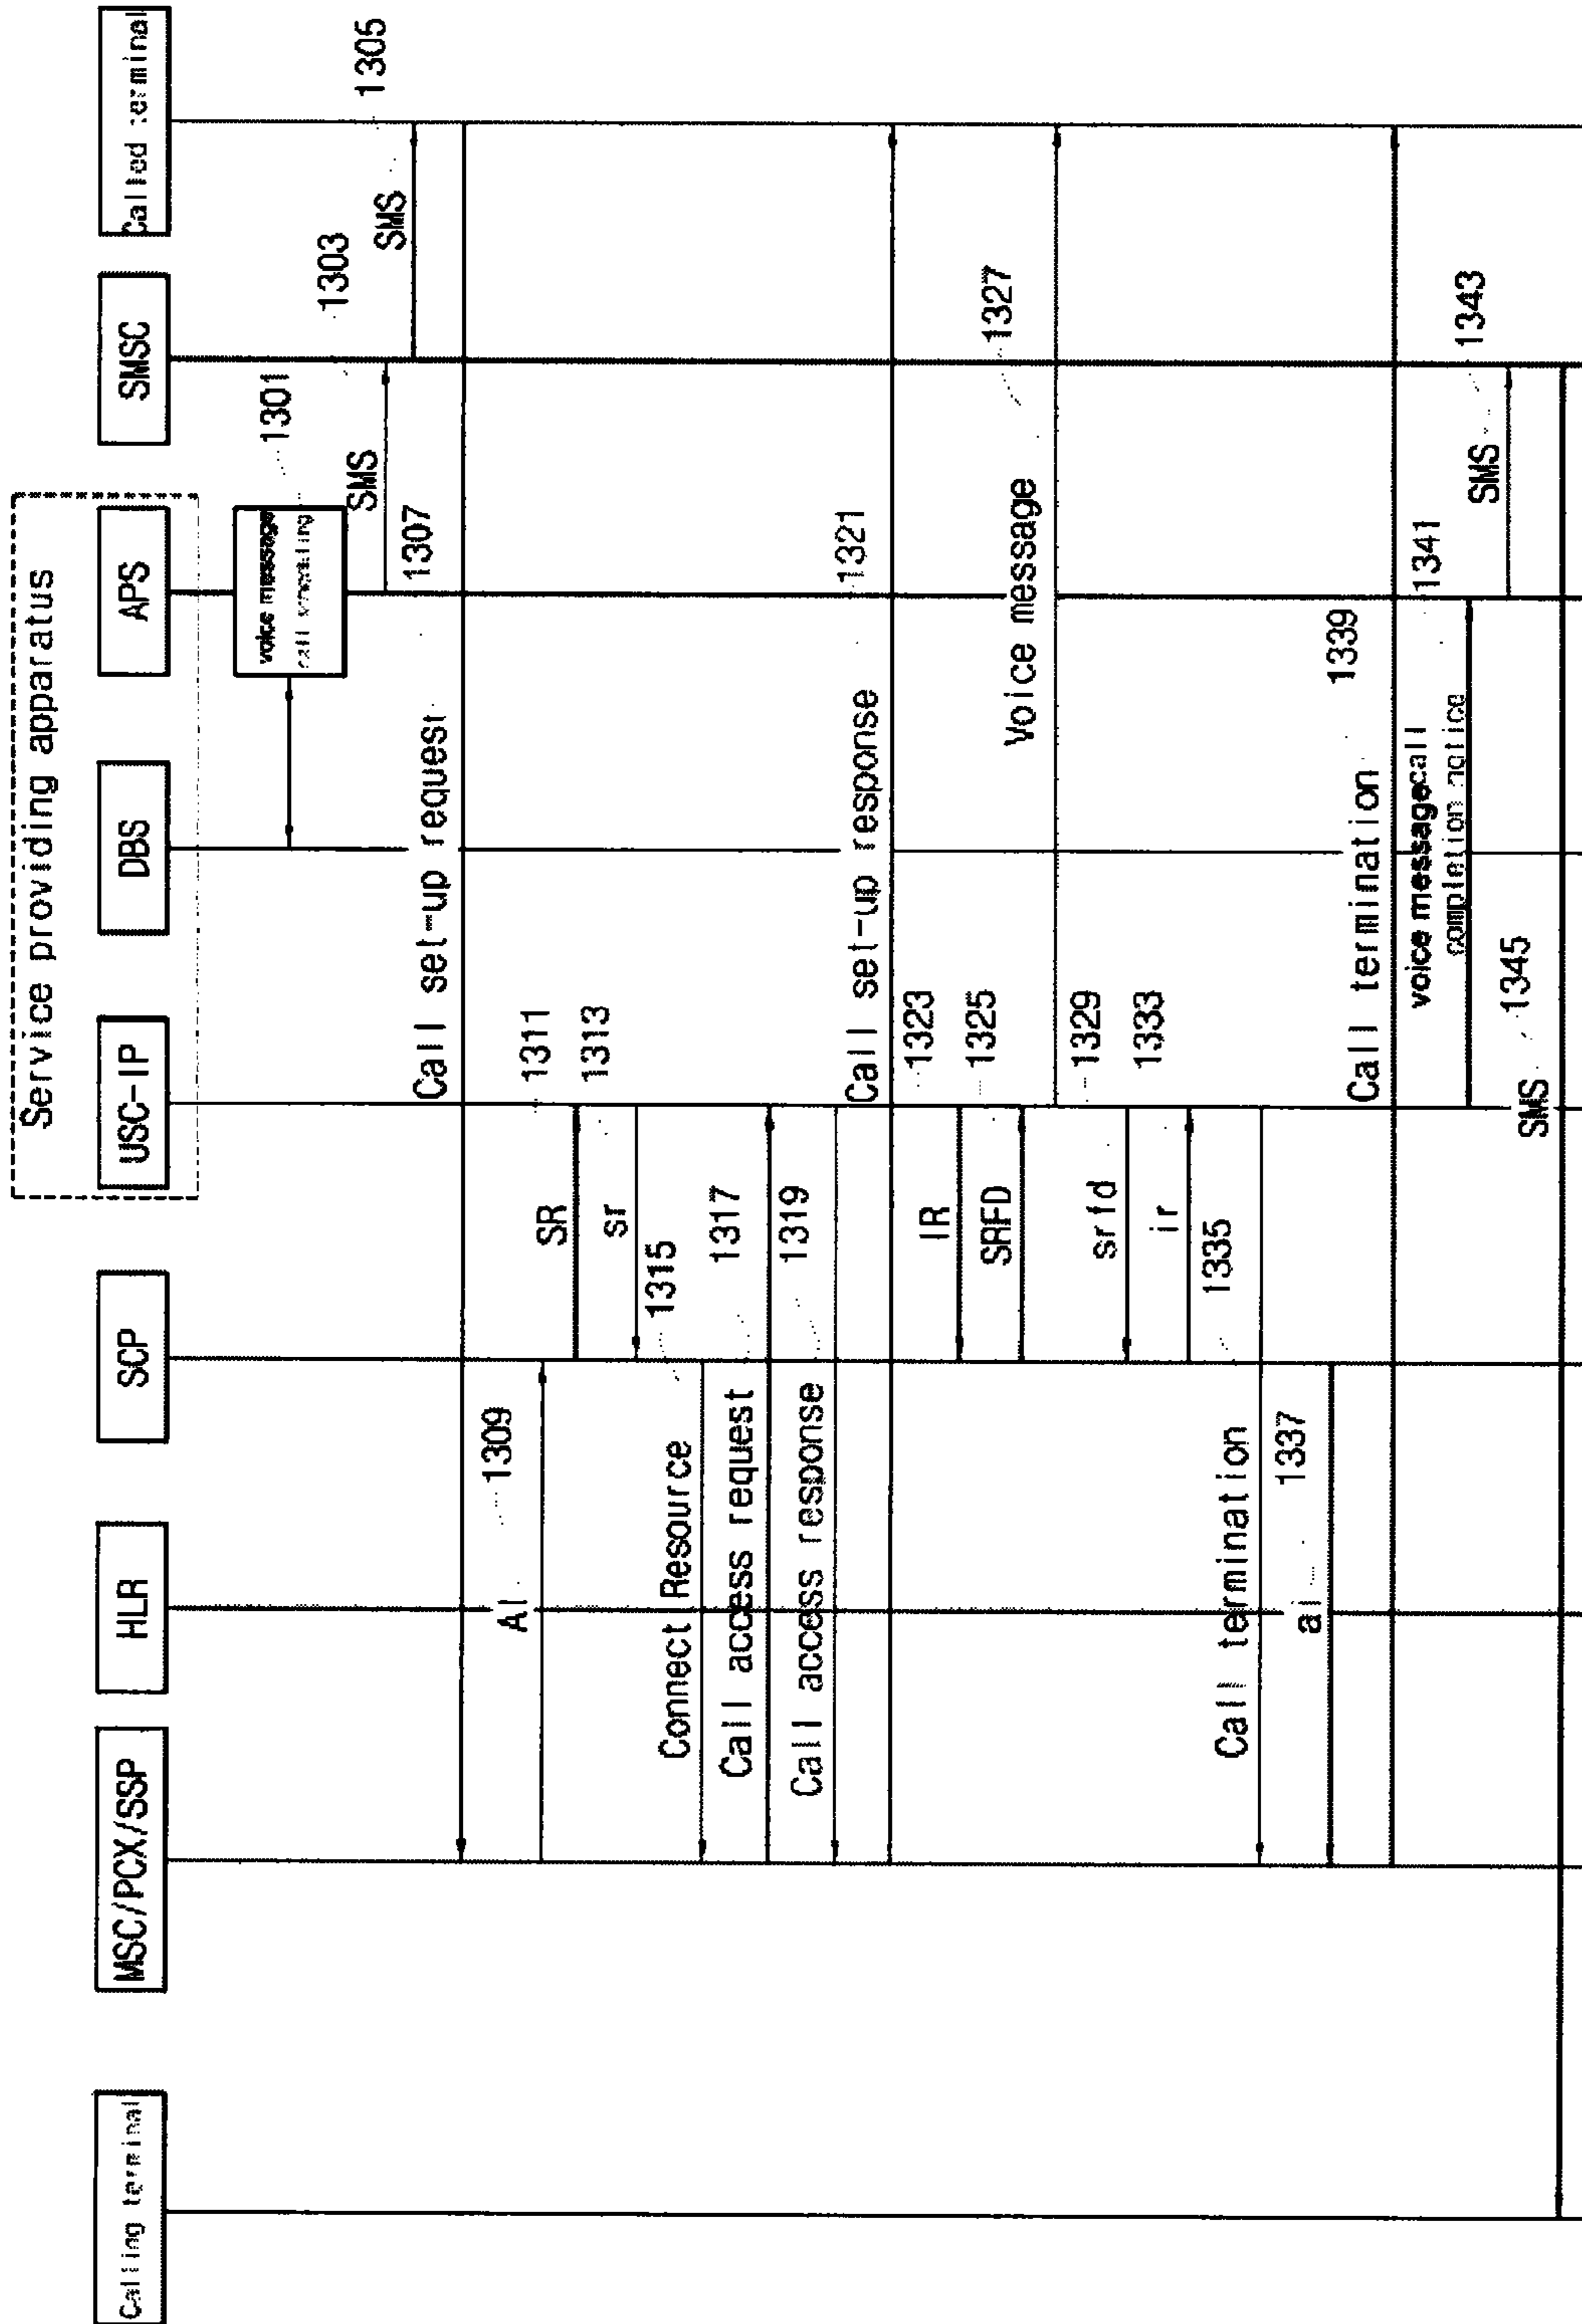 Service providing apparatus
Calling terminal
MSC/PCX/SSP
HLR
SCP
USC-IP
DBS
APS
SMSC
Called terminal
voice message
1301
SMS
1303
SMS
1305
Call set-up request
1307
AI
1309
SR
1311
sr
1313
Connect Resource
1315
Call access request
1317
Call access response
1319
Call set-up response
1321
IR
1323
SRFD
1325
Voice message
1327
srfd
1329
ir
1333
Call termination
1335
ai
1337
Call termination
1339
voice message call
completion notice
1341
SMS
1343
SMS
1345